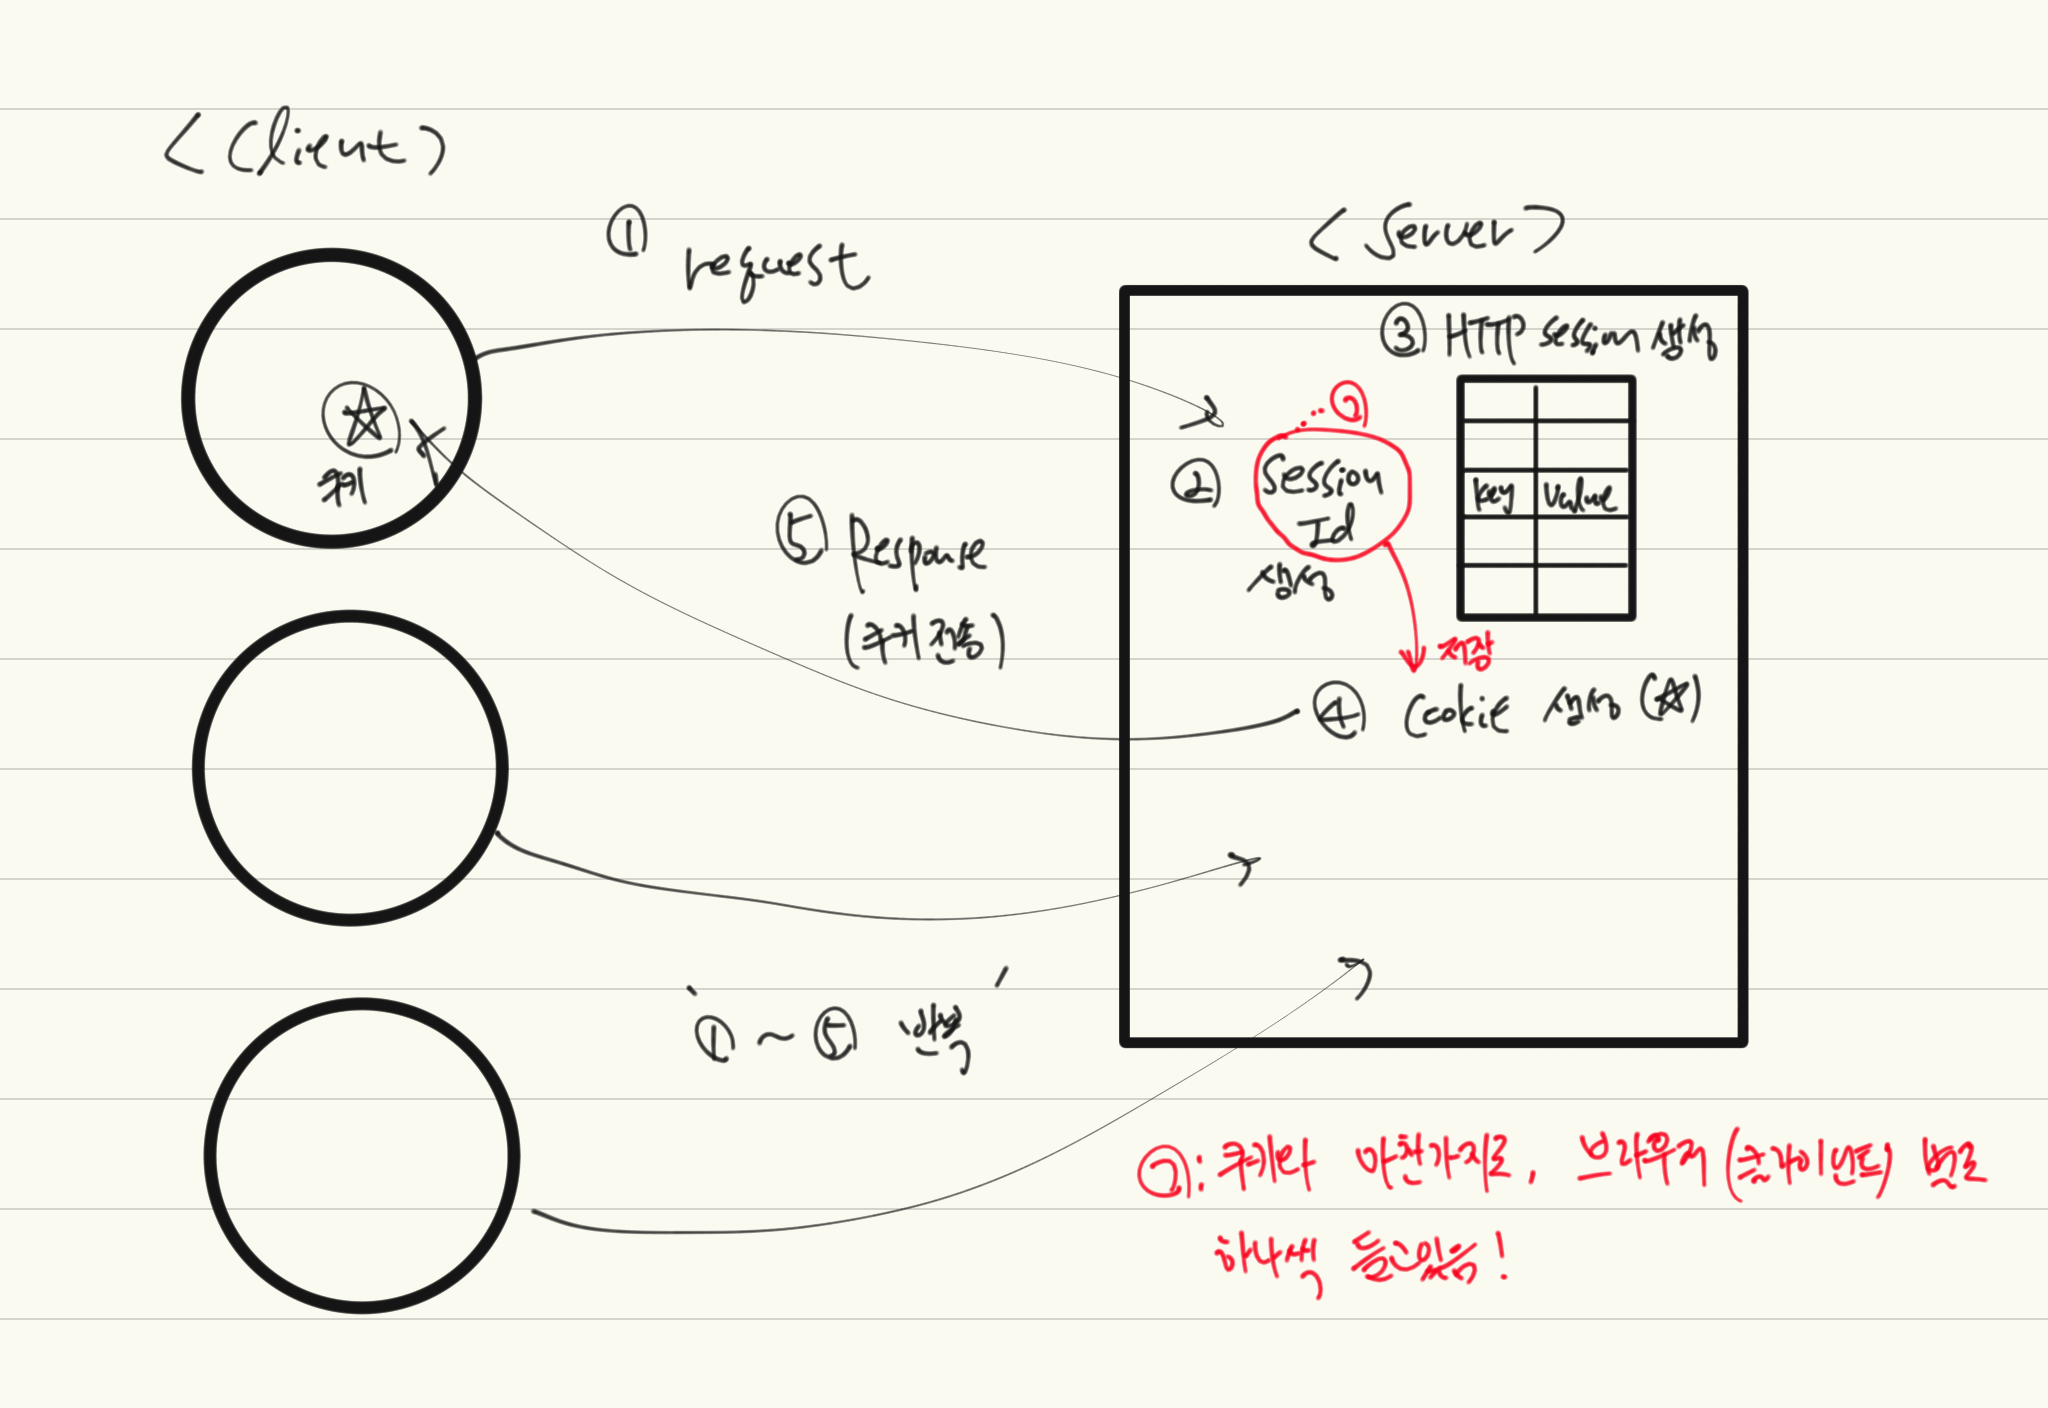 <Client>
<Server>
① request
③ HTTP session 생성
㉠
☆
쿠키
② Session
Id
생성
key value
⑤ Response
(쿠키 전송)
저장
④ Cookie 생성 (☆)
' ① ~ ⑤ 반복 '
㉠: 쿠키와 마찬가지로, 브라우저(클라이언트) 별로
하나씩 들고있음!